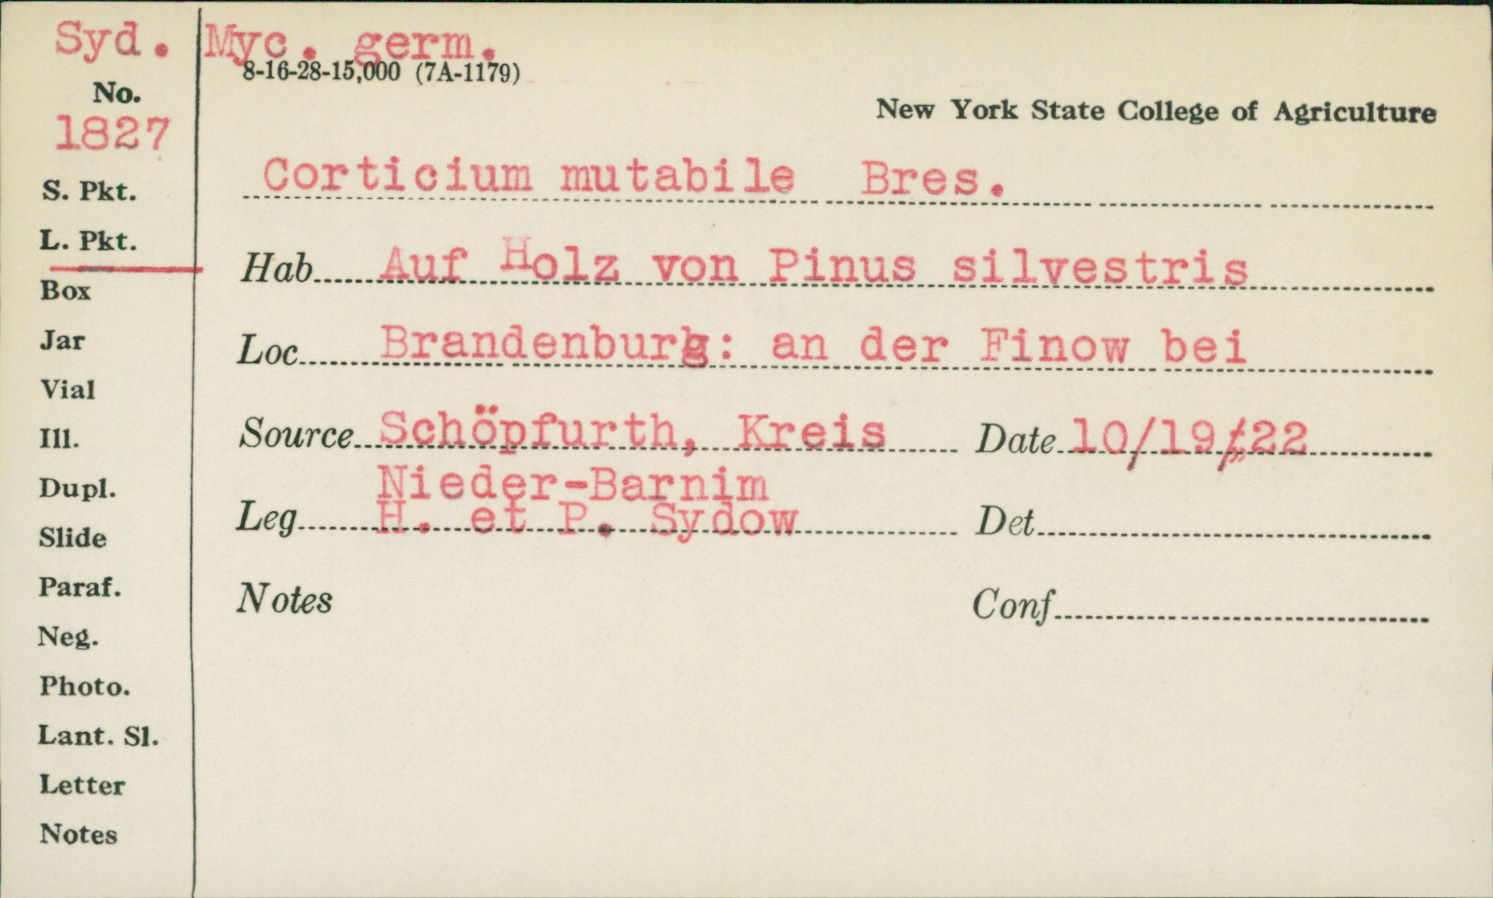 Syd. Myc. germ.
8-16-28-15,000 (7A-1179)
No.
1827
New York State College of Agriculture
Corticium mutabile Bres.
S. Pkt.
L. Pkt.
Hab Auf Holz von Pinus silvestris
Box
Jar
Loc Brandenburg: an der Finow bei
Vial
Ill.
Source Schöpfurth, Kreis Date 10/19/22
Nieder-Barnim
Dupl.
Leg H. et P. Sydow Det
Slide
Paraf.
Notes Conf
Neg.
Photo.
Lant. Sl.
Letter
Notes